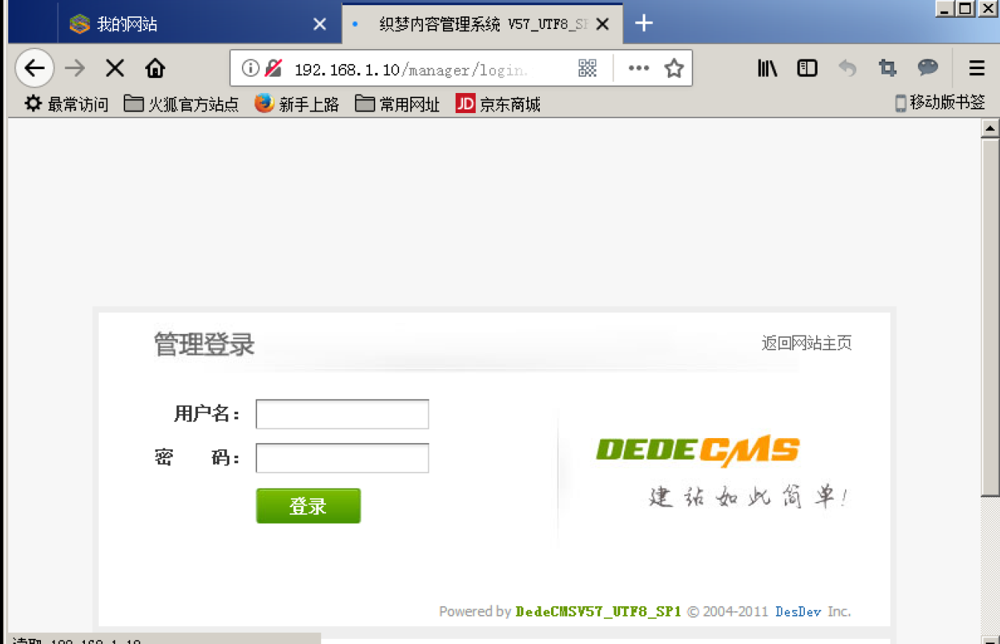 我的网站
织梦内容管理系统 V57_UTF8_SP
192.168.1.10/manager/login.
最常访问 火狐官方站点 新手上路 常用网址 JD 京东商城 移动版书签
管理登录 返回网站主页
用户名：
密 码：
登录
DEDECMS
建站如此简单!
Powered by DedeCMSV57_UTF8_SP1 © 2004-2011 DesDev Inc.
读取 192.168.1.10